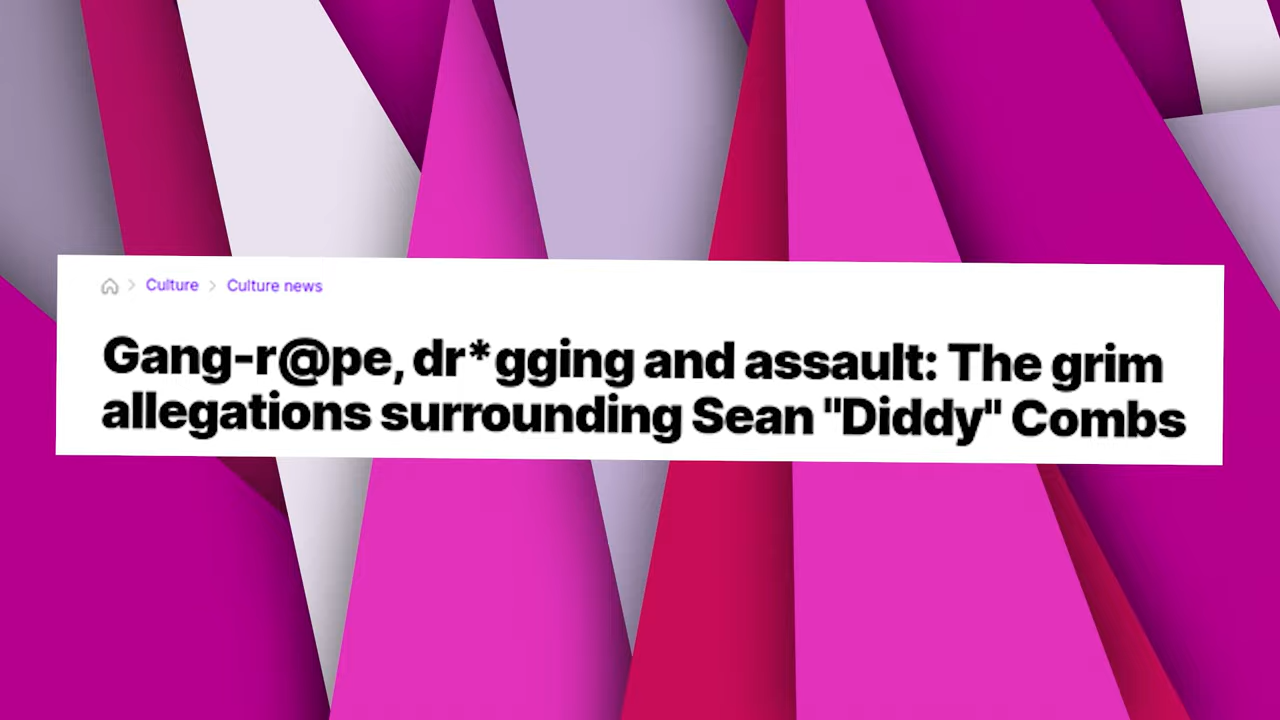 Culture > Culture news
Gang-r@pe, dr*gging and assault: The grim
allegations surrounding Sean "Diddy" Combs